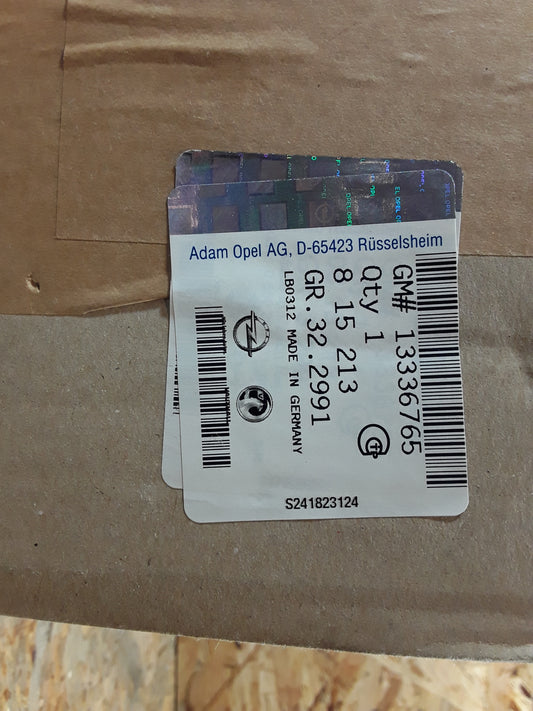 Adam Opel AG, D-65423 Rüsselsheim
GM# 13336765
Qty 1
8 15 213
GR.32.2991
LB0312 MADE IN GERMANY
S241823124